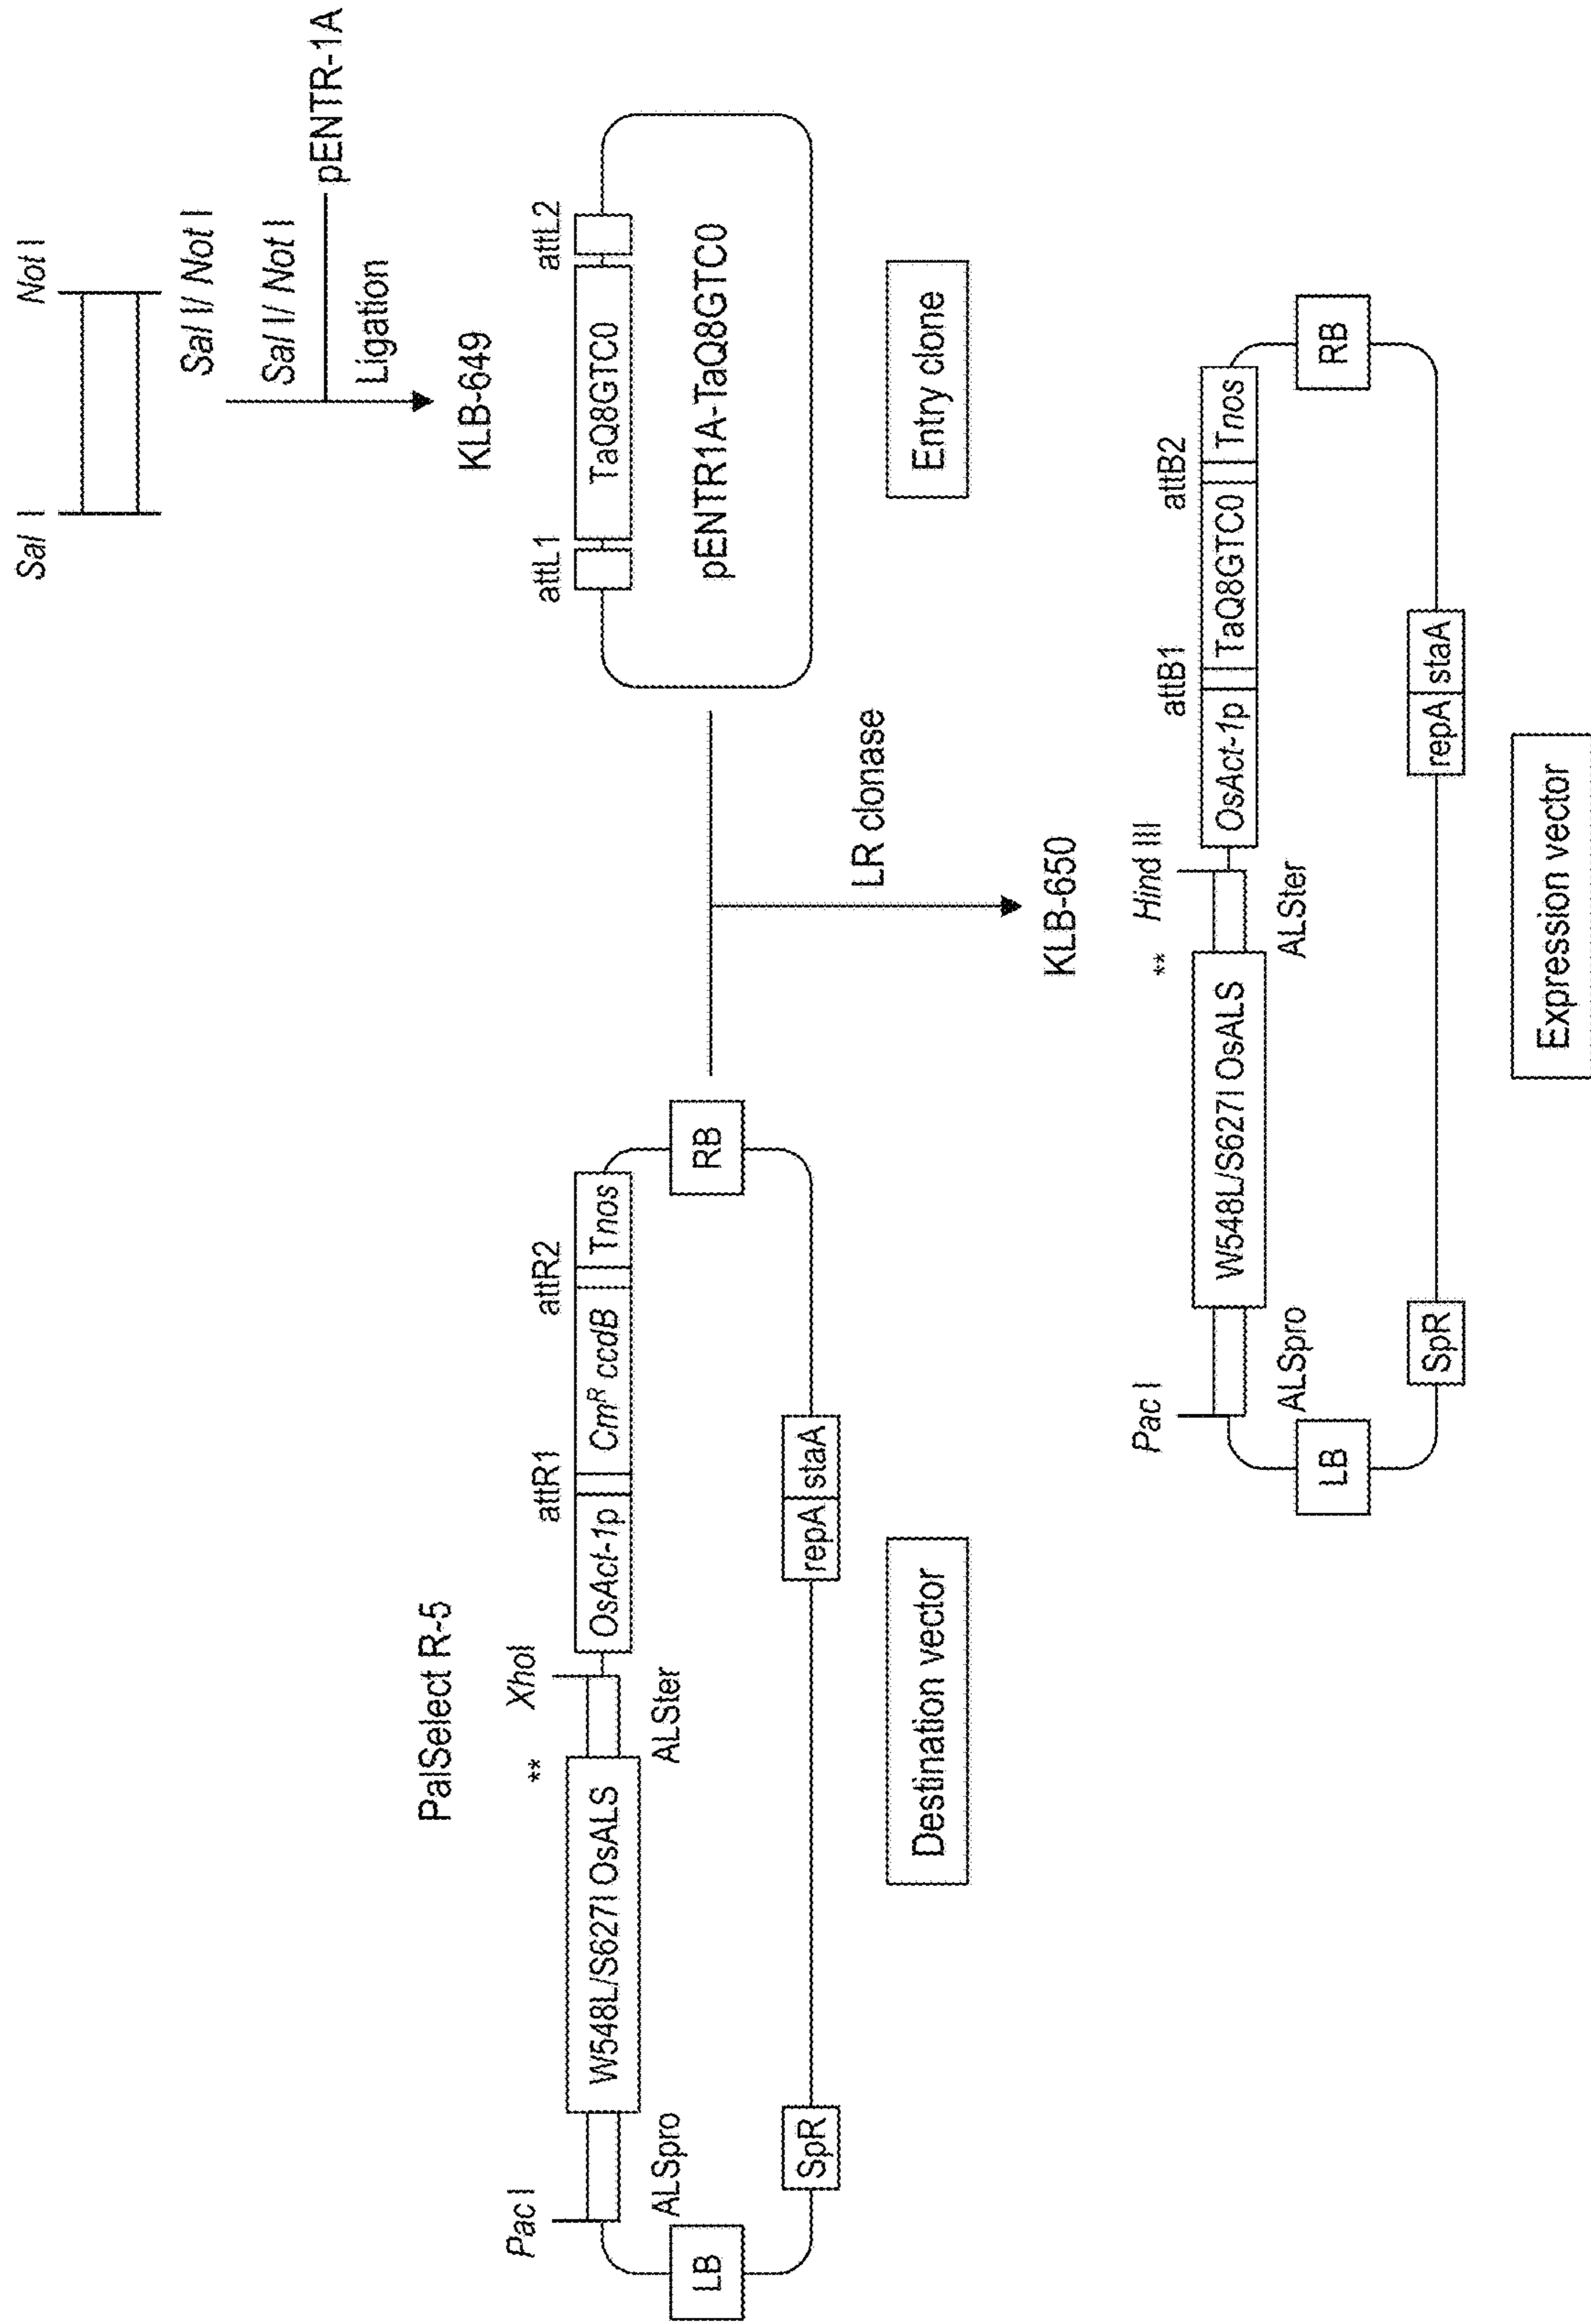 Sal I
Not I
Sal I/ Not I
Sal I/ Not I
pENTR-1A
Ligation
KLB-649
attL1
attL2
TaQ8GTC0
pENTR1A-TaQ8GTC0
Entry clone
PalSelect R-5
Pac I
**
XhoI
attR1
attR2
W548L/S627I OsALS
OsAct-1p
CmR ccdB
Tnos
ALSpro
ALSter
LB
RB
SpR
repA
staA
Destination vector
LR clonase
KLB-650
Pac I
**
Hind III
attB1
attB2
W548L/S627I OsALS
OsAct-1p
TaQ8GTC0
Tnos
ALSpro
ALSter
LB
RB
SpR
repA
staA
Expression vector